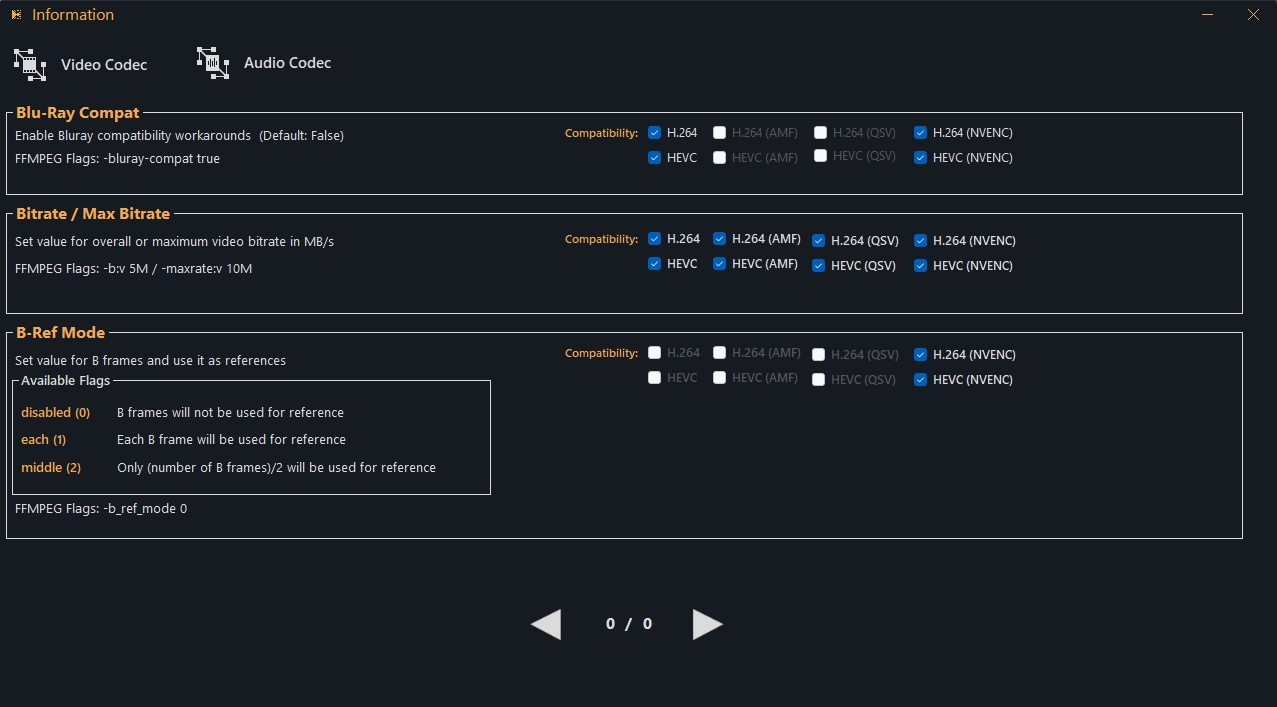 Information
Video Codec
Audio Codec
Blu-Ray Compat
Enable Bluray compatibility workarounds (Default: False)
FFMPEG Flags: -bluray-compat true
Compatibility: H.264 H.264 (AMF) H.264 (QSV) H.264 (NVENC)
HEVC HEVC (AMF) HEVC (QSV) HEVC (NVENC)
Bitrate / Max Bitrate
Set value for overall or maximum video bitrate in MB/s
FFMPEG Flags: -b:v 5M / -maxrate:v 10M
Compatibility: H.264 H.264 (AMF) H.264 (QSV) H.264 (NVENC)
HEVC HEVC (AMF) HEVC (QSV) HEVC (NVENC)
B-Ref Mode
Set value for B frames and use it as references
Compatibility: H.264 H.264 (AMF) H.264 (QSV) H.264 (NVENC)
HEVC HEVC (AMF) HEVC (QSV) HEVC (NVENC)
Available Flags
disabled (0) B frames will not be used for reference
each (1) Each B frame will be used for reference
middle (2) Only (number of B frames)/2 will be used for reference
FFMPEG Flags: -b_ref_mode 0
0 / 0